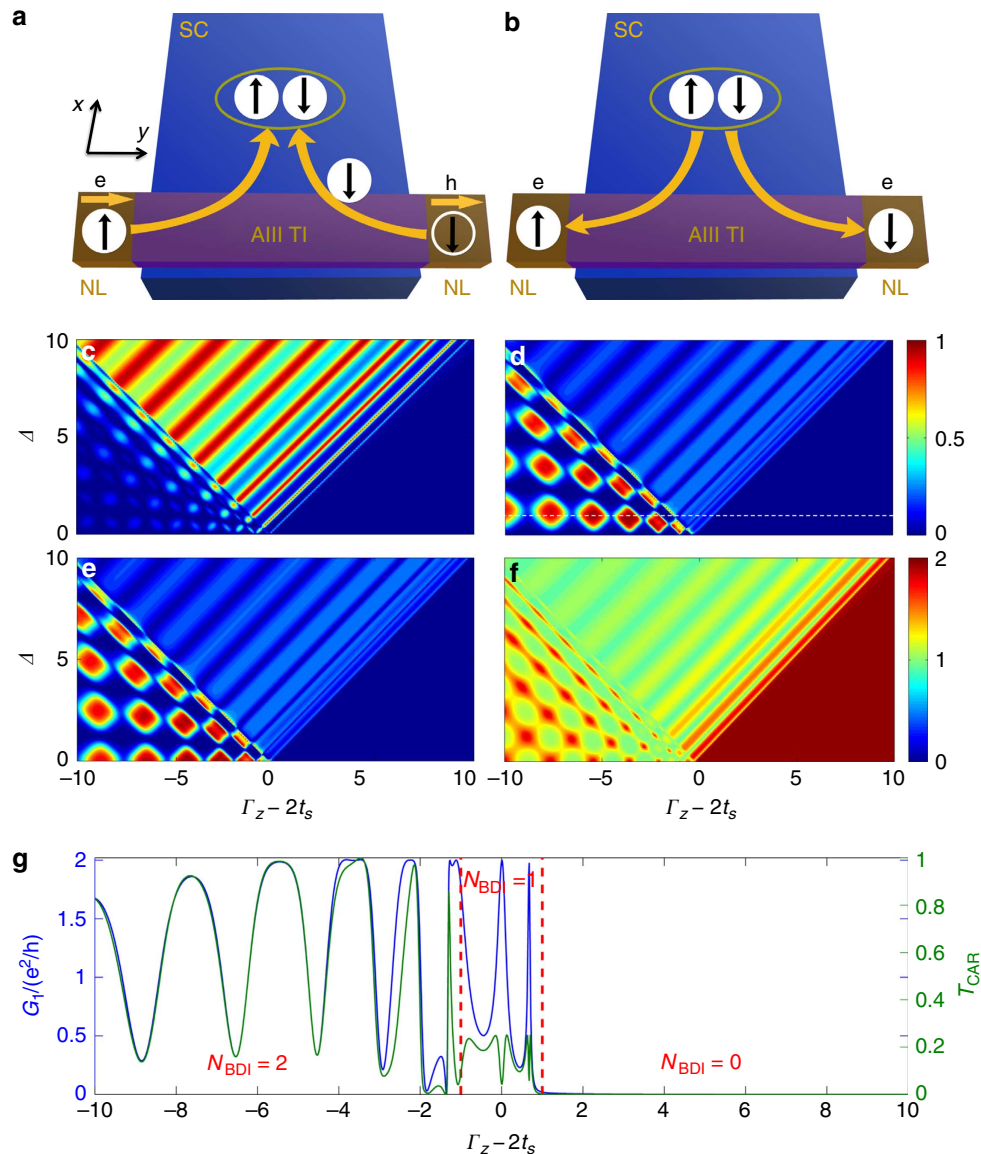 a
SC
x
y
e
h
AIII TI
NL
NL
b
SC
e
e
AIII TI
NL
NL
c
10
5
0
Δ
d
1
0.5
0
e
10
5
0
Δ
−10
−5
0
5
10
Γz − 2ts
f
2
1
0
−10
−5
0
5
10
Γz − 2ts
g
2
1.5
1
0.5
0
G1/(e²/h)
NBDI = 2
NBDI = 1
NBDI = 0
1
0.8
0.6
0.4
0.2
0
TCAR
−10
−8
−6
−4
−2
0
2
4
6
8
10
Γz − 2ts